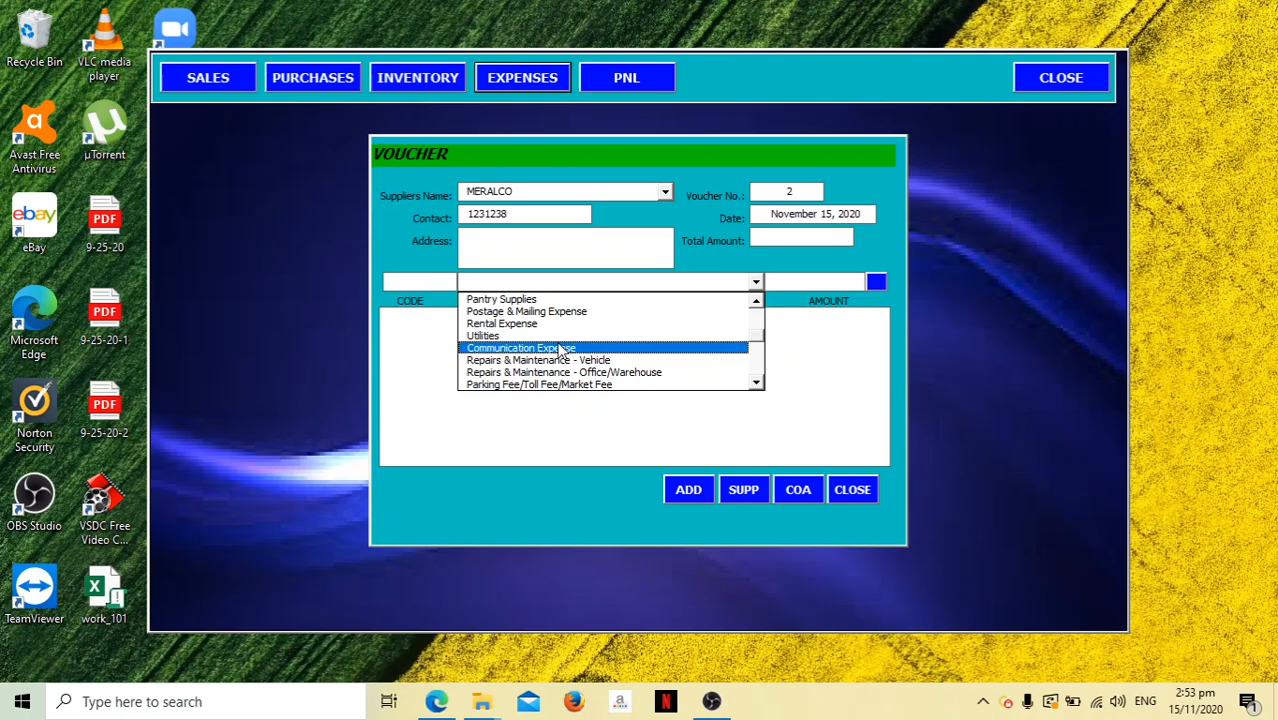 SALES
PURCHASES
INVENTORY
EXPENSES
PNL
CLOSE
VOUCHER
Suppliers Name: MERALCO
Voucher No.: 2
Contact: 1231238
Date: November 15, 2020
Address:
Total Amount:
CODE
AMOUNT
Pantry Supplies
Postage & Mailing Expense
Rental Expense
Utilities
Communication Expense
Repairs & Maintenance - Vehicle
Repairs & Maintenance - Office/Warehouse
Parking Fee/Toll Fee/Market Fee
ADD
SUPP
COA
CLOSE
Recycle Bin
VLC media
player
Avast Free
Antivirus
µTorrent
eBay
PDF
9-25-20
Microsoft
Edge
PDF
9-25-20-1
Norton
Security
PDF
9-25-20-2
OBS Studio
VSDC Free
Video C...
TeamViewer
work_101
Type here to search
ENG
2:53 pm
15/11/2020